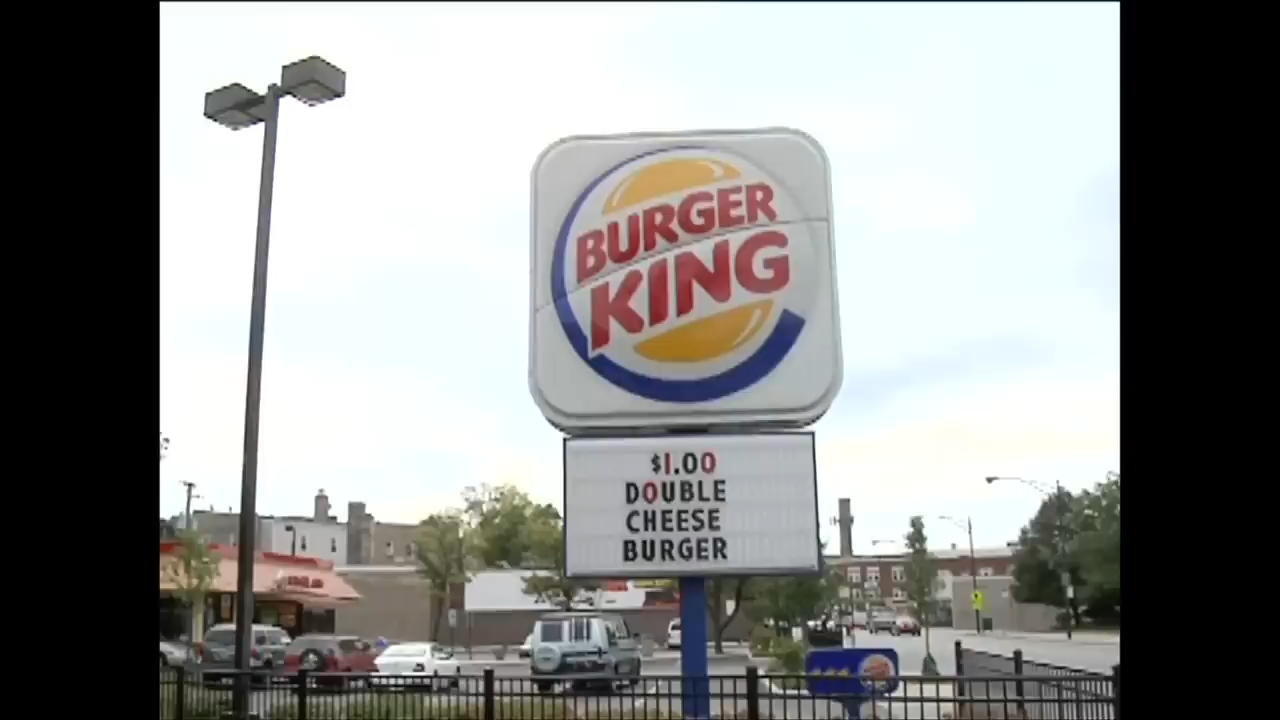 BURGER
KING
$1.00
DOUBLE
CHEESE
BURGER